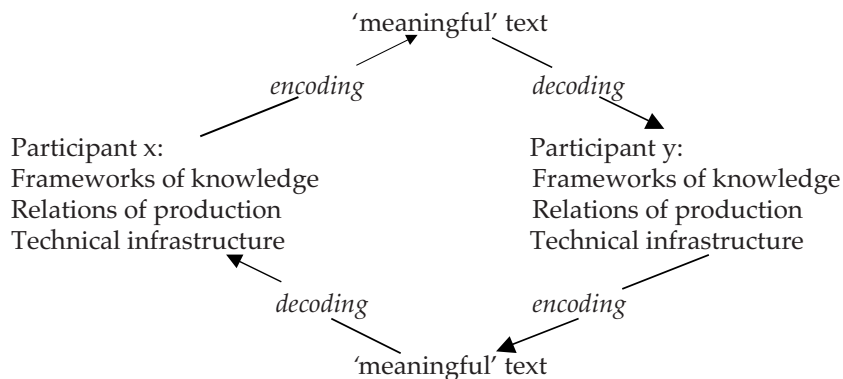 ‘meaningful’ text
encoding
decoding
Participant x:
Frameworks of knowledge
Relations of production
Technical infrastructure
Participant y:
Frameworks of knowledge
Relations of production
Technical infrastructure
decoding
encoding
‘meaningful’ text